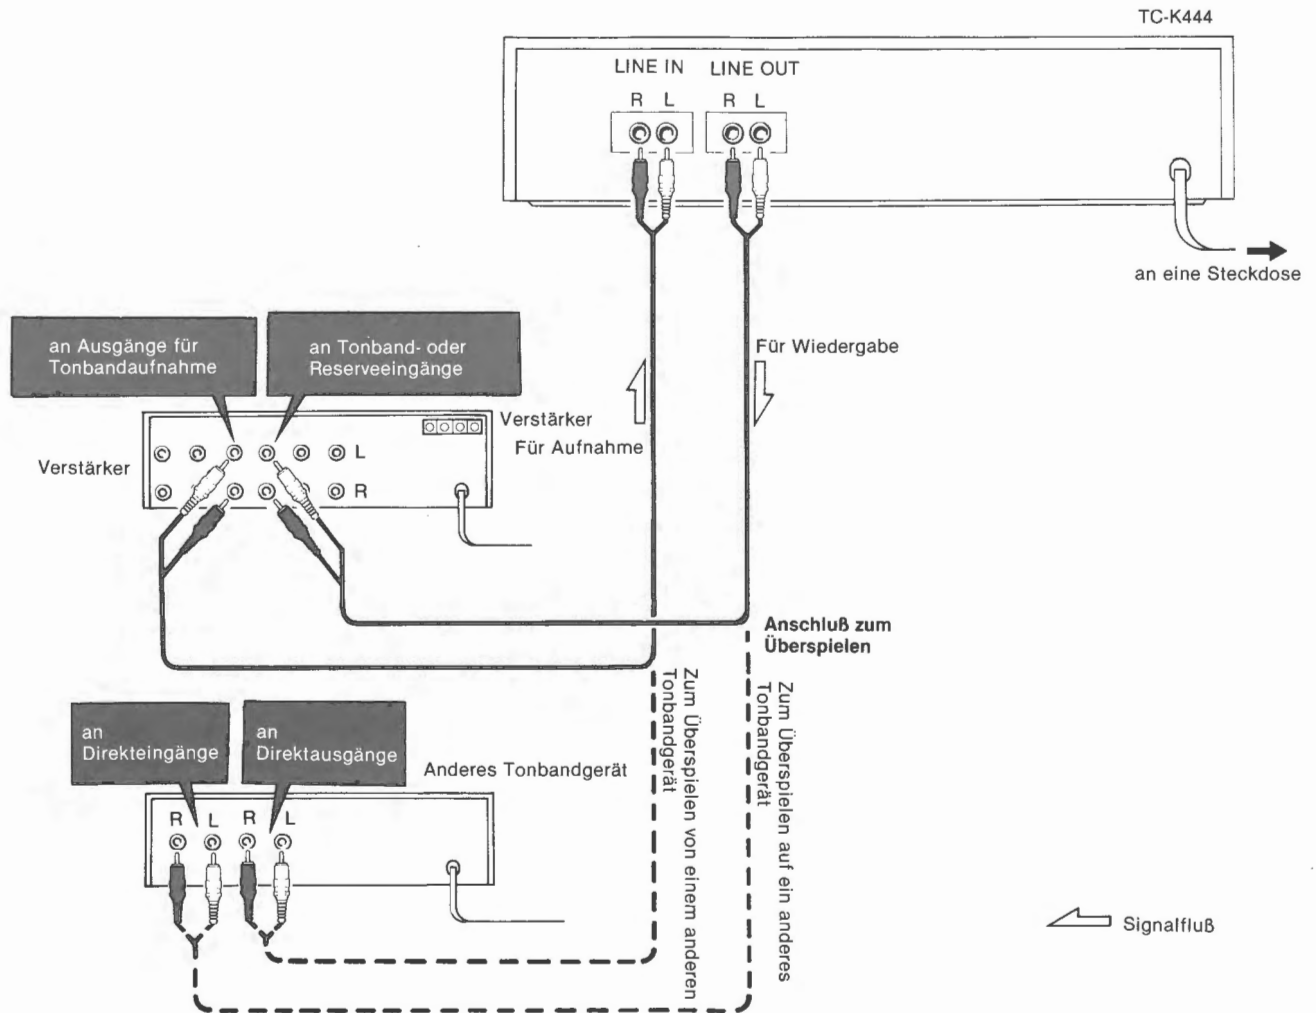 TC-K444
LINE IN
LINE OUT
R L
R L
an eine Steckdose
an Ausgänge für
Tonbandaufnahme
an Tonband- oder
Reserveeingänge
Für Wiedergabe
Verstärker
Für Aufnahme
Verstärker
L
R
Anschluß zum
Überspielen
Zum Überspielen von einem anderen
Tonbandgerät
Zum Überspielen auf ein anderes
Tonbandgerät
an
Direkteingänge
an
Direktausgänge
Anderes Tonbandgerät
R L R L
Signalfluß